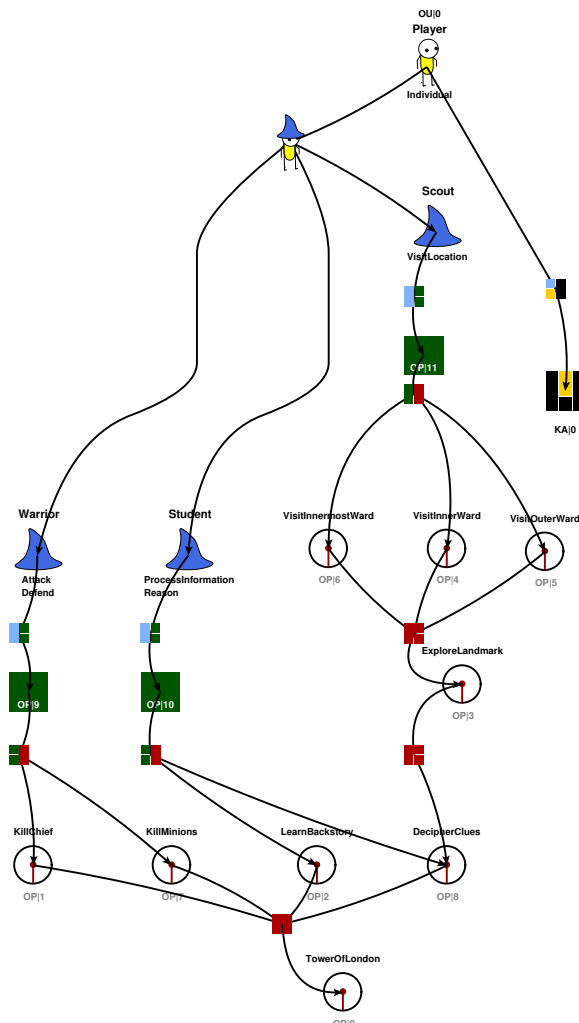 OU|0
Player
Individual
Scout
VisitLocation
OP|11
KA|0
Warrior
Student
VisitInnermostWard
VisitInnerWard
VisitOuterWard
Attack
Defend
ProcessInformation
Reason
OP|6
OP|4
OP|5
ExploreLandmark
OP|9
OP|10
OP|3
KillChief
KillMinions
LearnBackstory
DecipherClues
OP|1
OP|7
OP|2
OP|8
TowerOfLondon
OP|0